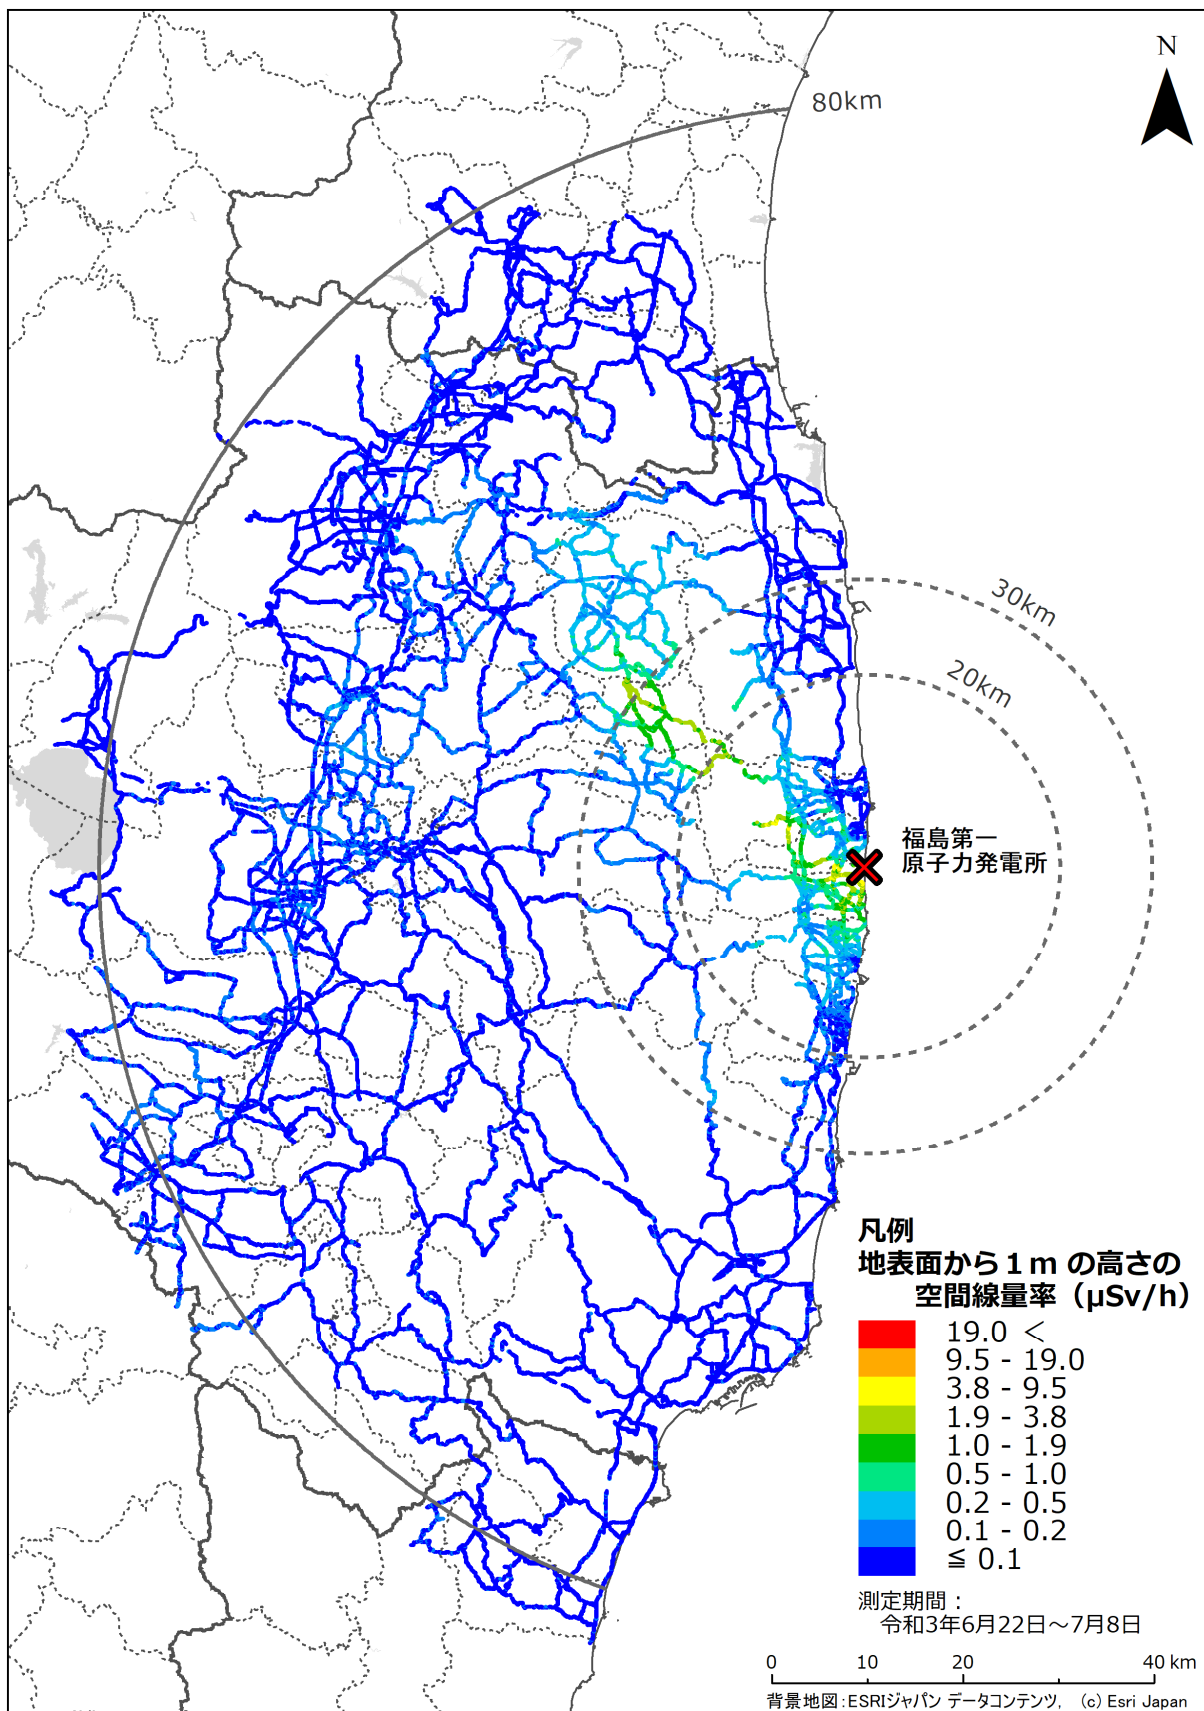 N
80km
30km
20km
福島第一
原子力発電所
凡例
地表面から１ｍ の高さの
空間線量率（μSv/h）
19.0 ＜
9.5 - 19.0
3.8 - 9.5
1.9 - 3.8
1.0 - 1.9
0.5 - 1.0
0.2 - 0.5
0.1 - 0.2
≦ 0.1
測定期間：
令和3年6月22日～7月8日
0 10 20 40 km
背景地図：ESRIジャパン データコンテンツ, (c) Esri Japan